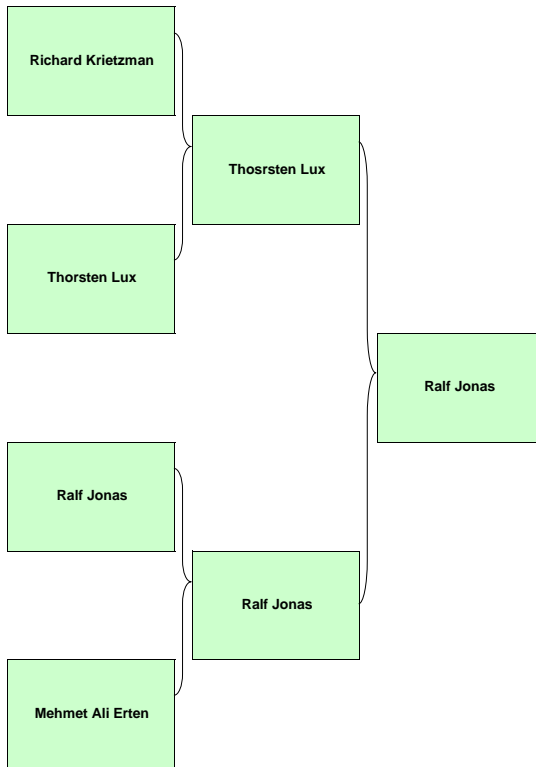 Richard Krietzman
Thosrsten Lux
Thorsten Lux
Ralf Jonas
Ralf Jonas
Ralf Jonas
Mehmet Ali Erten